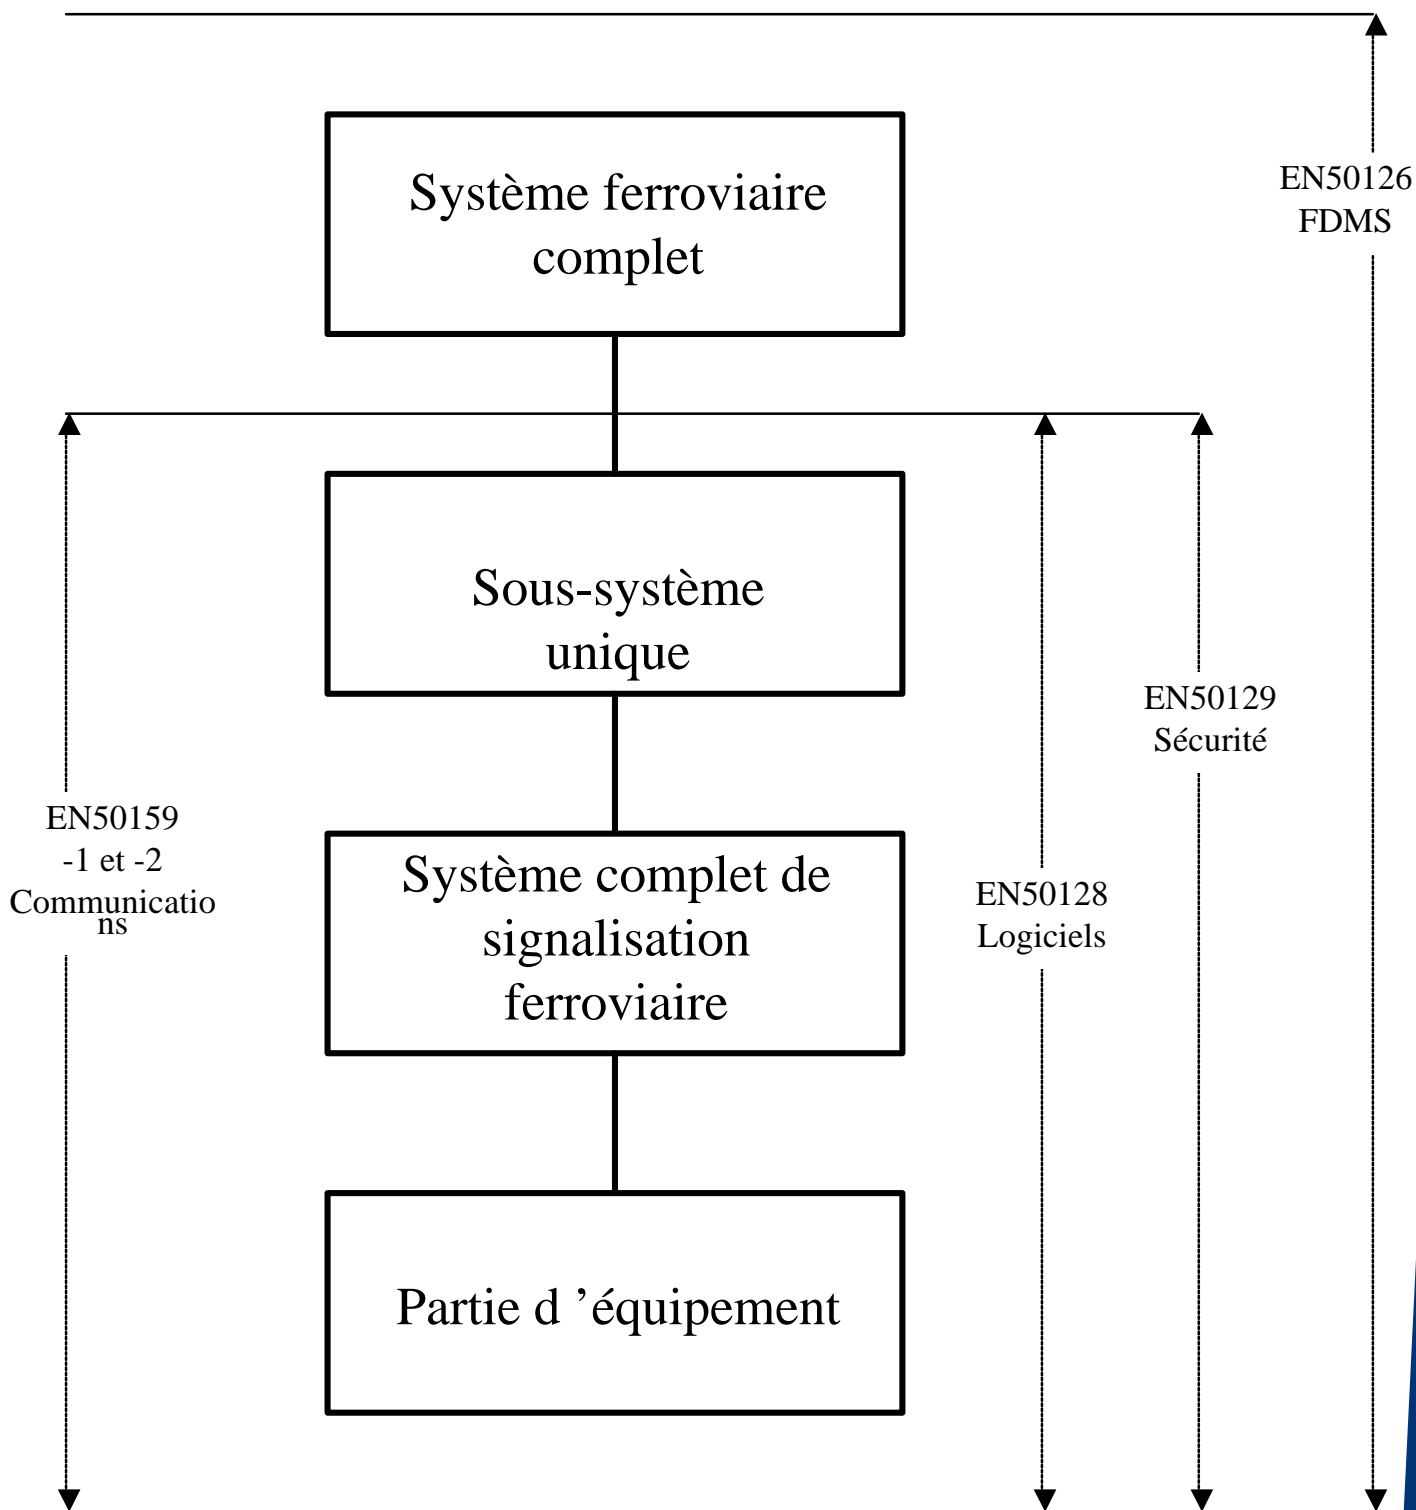 Système ferroviaire
complet
EN50126
FDMS
Sous-système
unique
EN50129
Sécurité
EN50159
-1 et -2
Communicatio
ns
Système complet de
signalisation
ferroviaire
EN50128
Logiciels
Partie d ’équipement